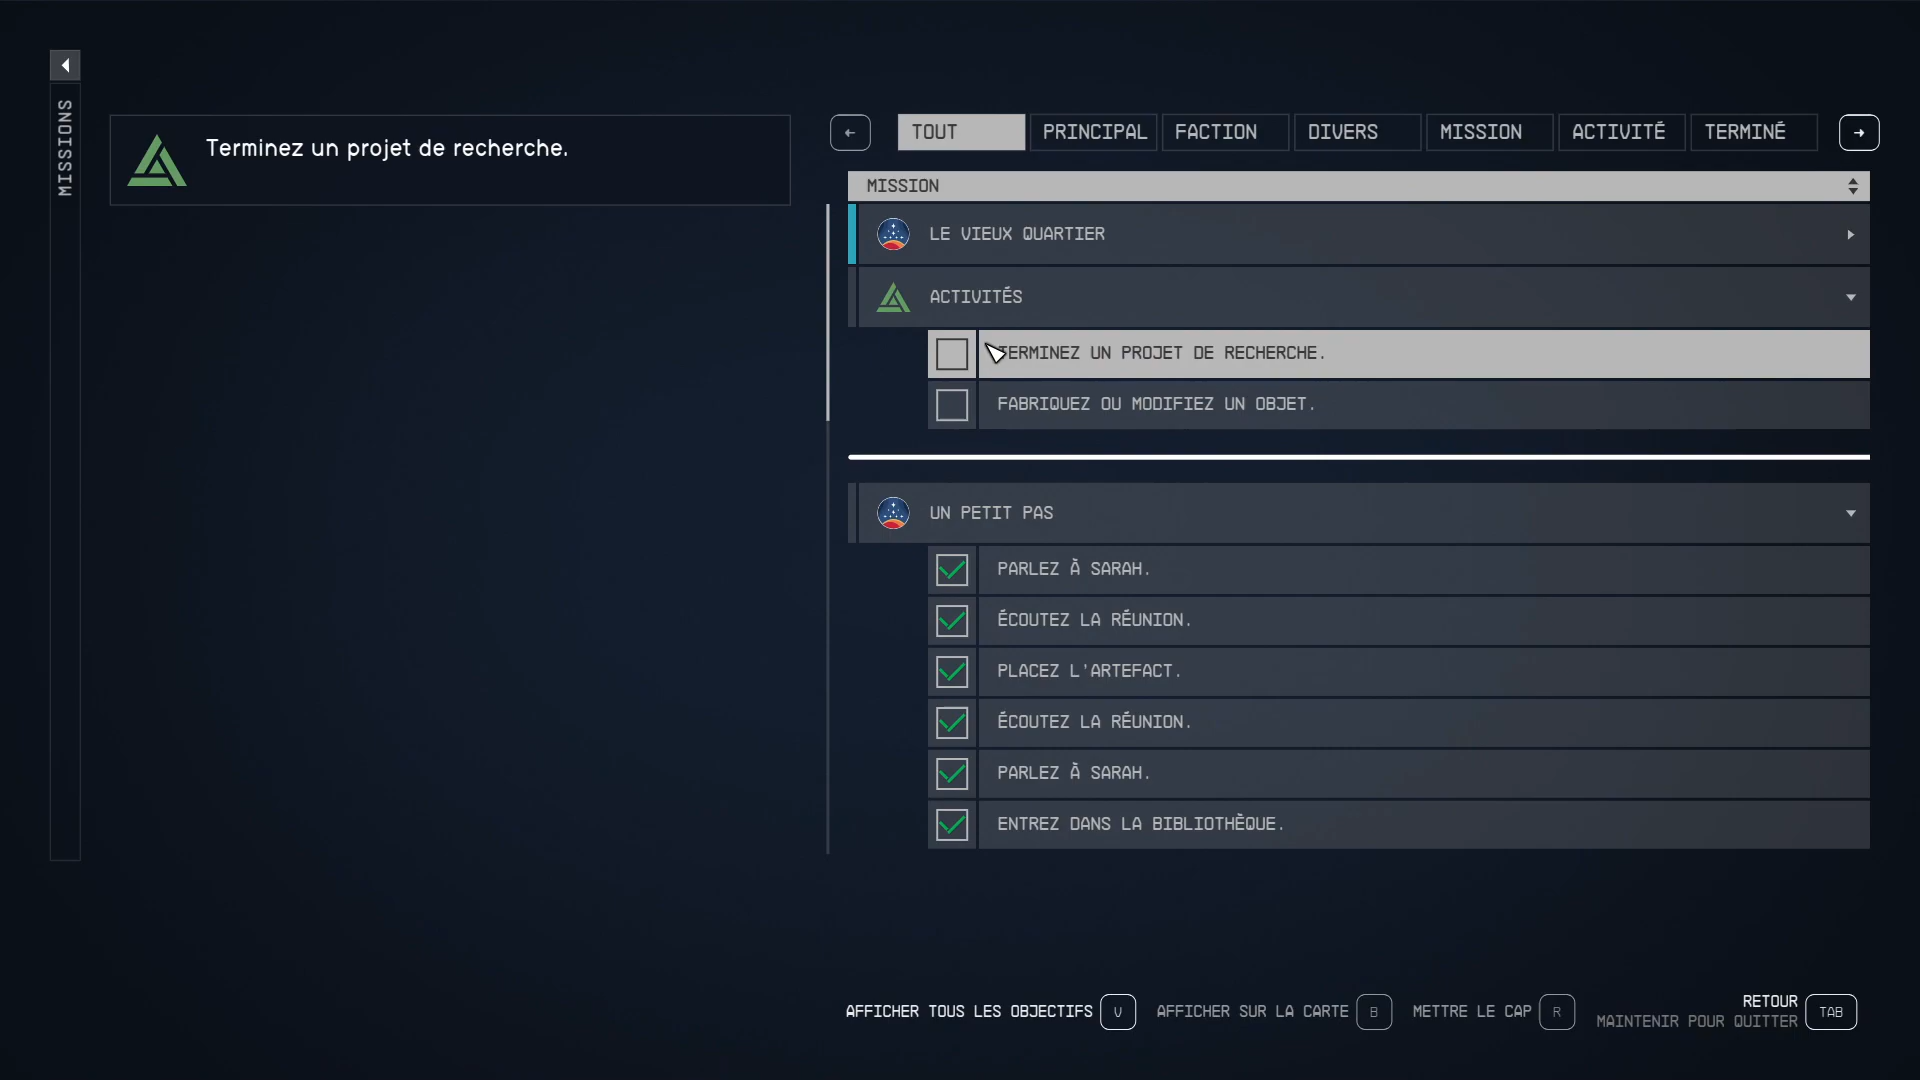 MISSIONS
Terminez un projet de recherche.
TOUT
PRINCIPAL
FACTION
DIVERS
MISSION
ACTIVITÉ
TERMINÉ
MISSION
LE VIEUX QUARTIER
ACTIVITÉS
TERMINEZ UN PROJET DE RECHERCHE.
FABRIQUEZ OU MODIFIEZ UN OBJET.
UN PETIT PAS
PARLEZ À SARAH.
ÉCOUTEZ LA RÉUNION.
PLACEZ L'ARTEFACT.
ÉCOUTEZ LA RÉUNION.
PARLEZ À SARAH.
ENTREZ DANS LA BIBLIOTHÈQUE.
AFFICHER TOUS LES OBJECTIFS V
AFFICHER SUR LA CARTE B
METTRE LE CAP R
RETOUR
MAINTENIR POUR QUITTER
TAB